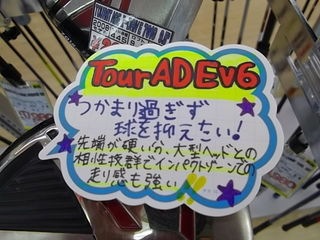 Tour AD EV6
つかまり過ぎず
球を抑えたい!
先端が硬いが、大型ヘッドとの
相性抜群でインパクトゾーンでの
走り感も強い